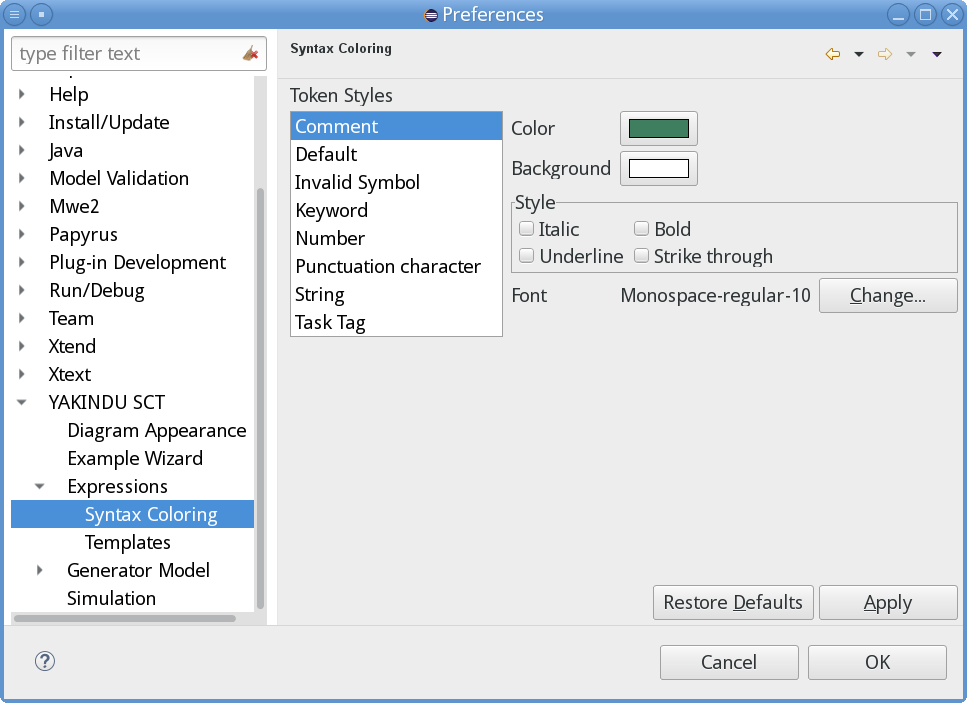 Preferences
type filter text
Help
Install/Update
Java
Model Validation
Mwe2
Papyrus
Plug-in Development
Run/Debug
Team
Xtend
Xtext
YAKINDU SCT
Diagram Appearance
Example Wizard
Expressions
Syntax Coloring
Templates
Generator Model
Simulation
Syntax Coloring
Token Styles
Comment
Default
Invalid Symbol
Keyword
Number
Punctuation character
String
Task Tag
Color
Background
Style
Italic Bold
Underline Strike through
Font Monospace-regular-10 Change...
Restore Defaults Apply
? Cancel OK